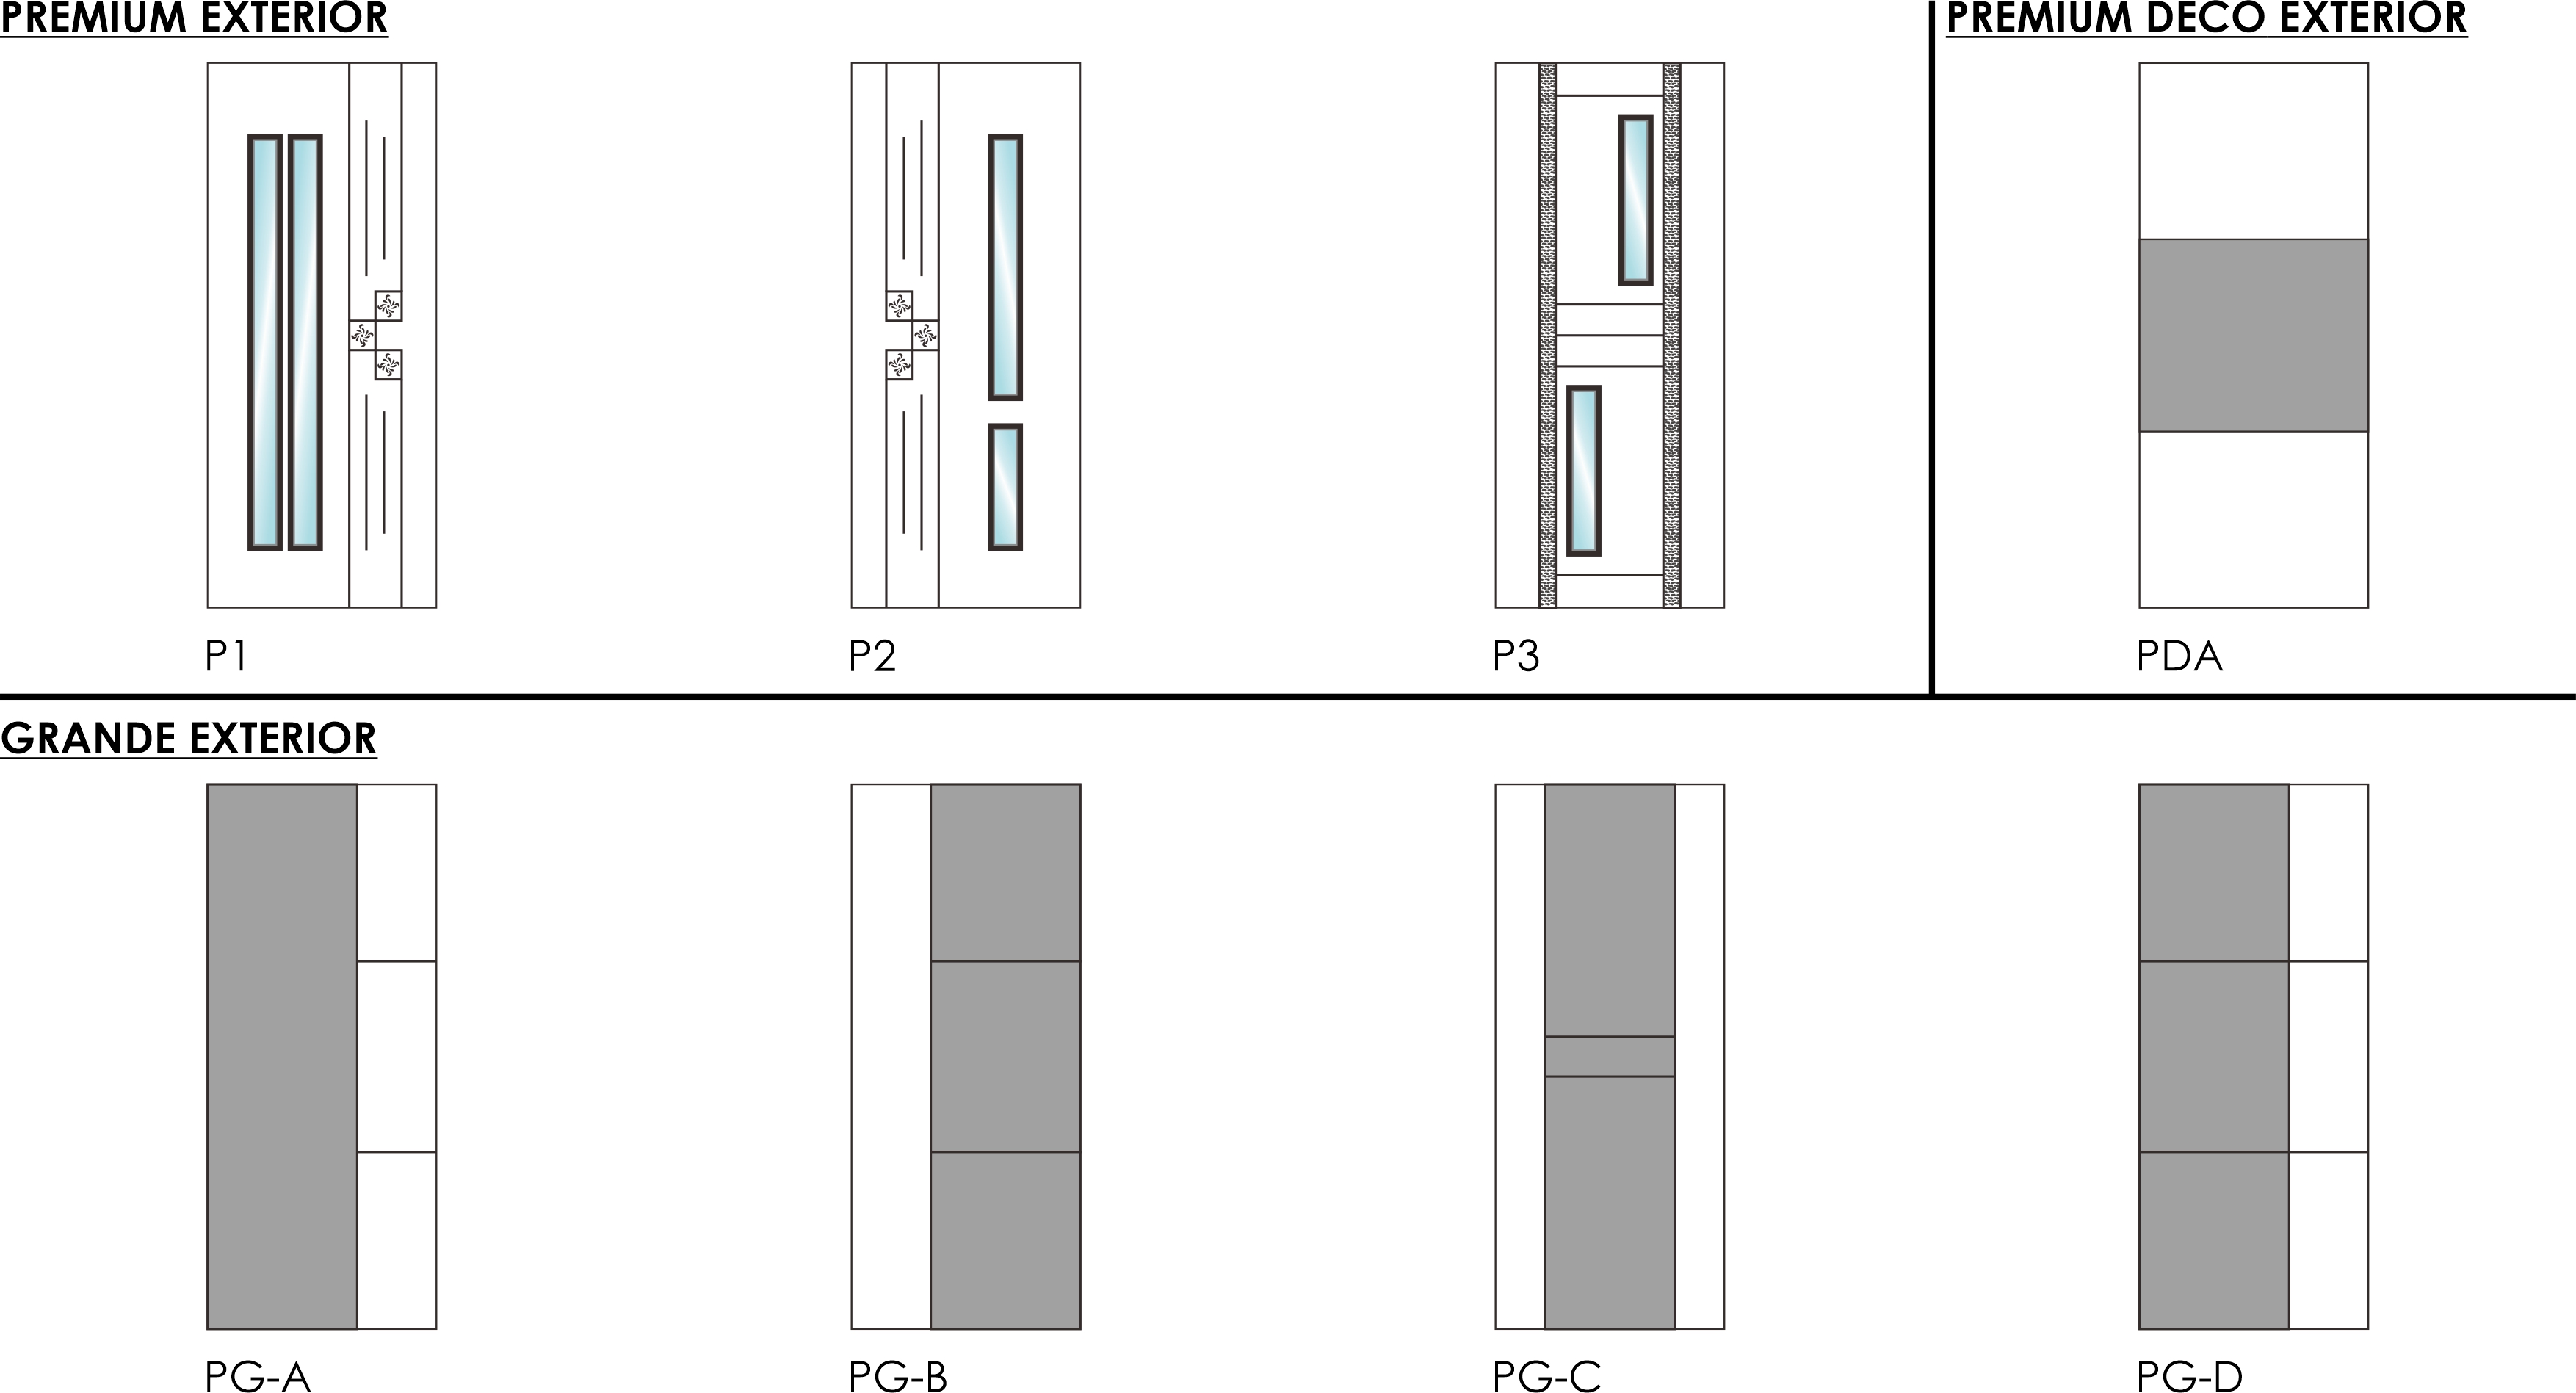 PREMIUM EXTERIOR
PREMIUM DECO EXTERIOR
P1
P2
P3
PDA
GRANDE EXTERIOR
PG-A
PG-B
PG-C
PG-D